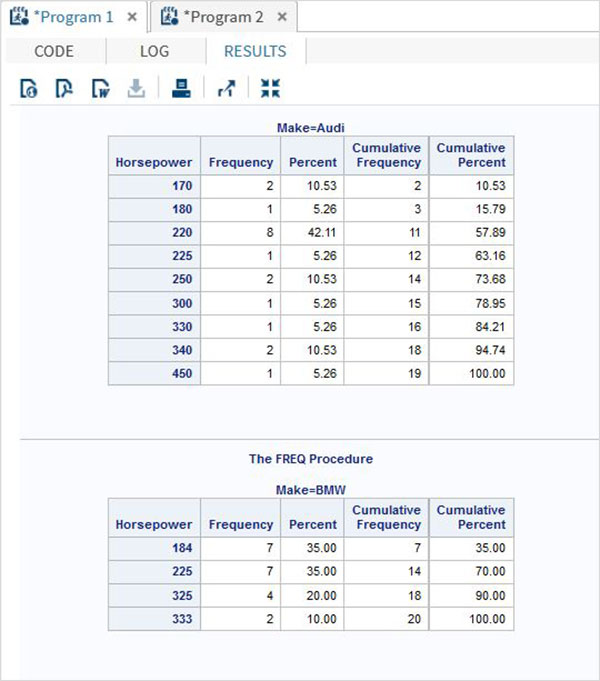 *Program 1 × *Program 2 ×
CODE LOG RESULTS
Make=Audi
Horsepower Frequency Percent Cumulative Frequency Cumulative Percent
170 2 10.53 2 10.53
180 1 5.26 3 15.79
220 8 42.11 11 57.89
225 1 5.26 12 63.16
250 2 10.53 14 73.68
300 1 5.26 15 78.95
330 1 5.26 16 84.21
340 2 10.53 18 94.74
450 1 5.26 19 100.00
The FREQ Procedure
Make=BMW
Horsepower Frequency Percent Cumulative Frequency Cumulative Percent
184 7 35.00 7 35.00
225 7 35.00 14 70.00
325 4 20.00 18 90.00
333 2 10.00 20 100.00